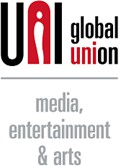 UNI global
union
media,
entertainment
& arts